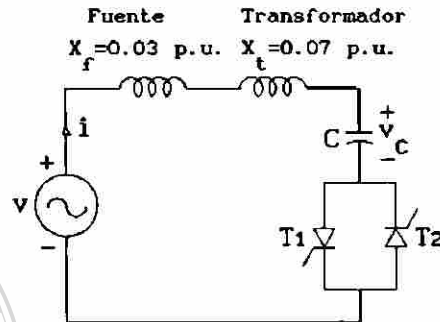 Fuente Transformador
X_f=0.03 p.u. X_t=0.07 p.u.
i
+
C
v_C
-
+
v
-
T1
T2